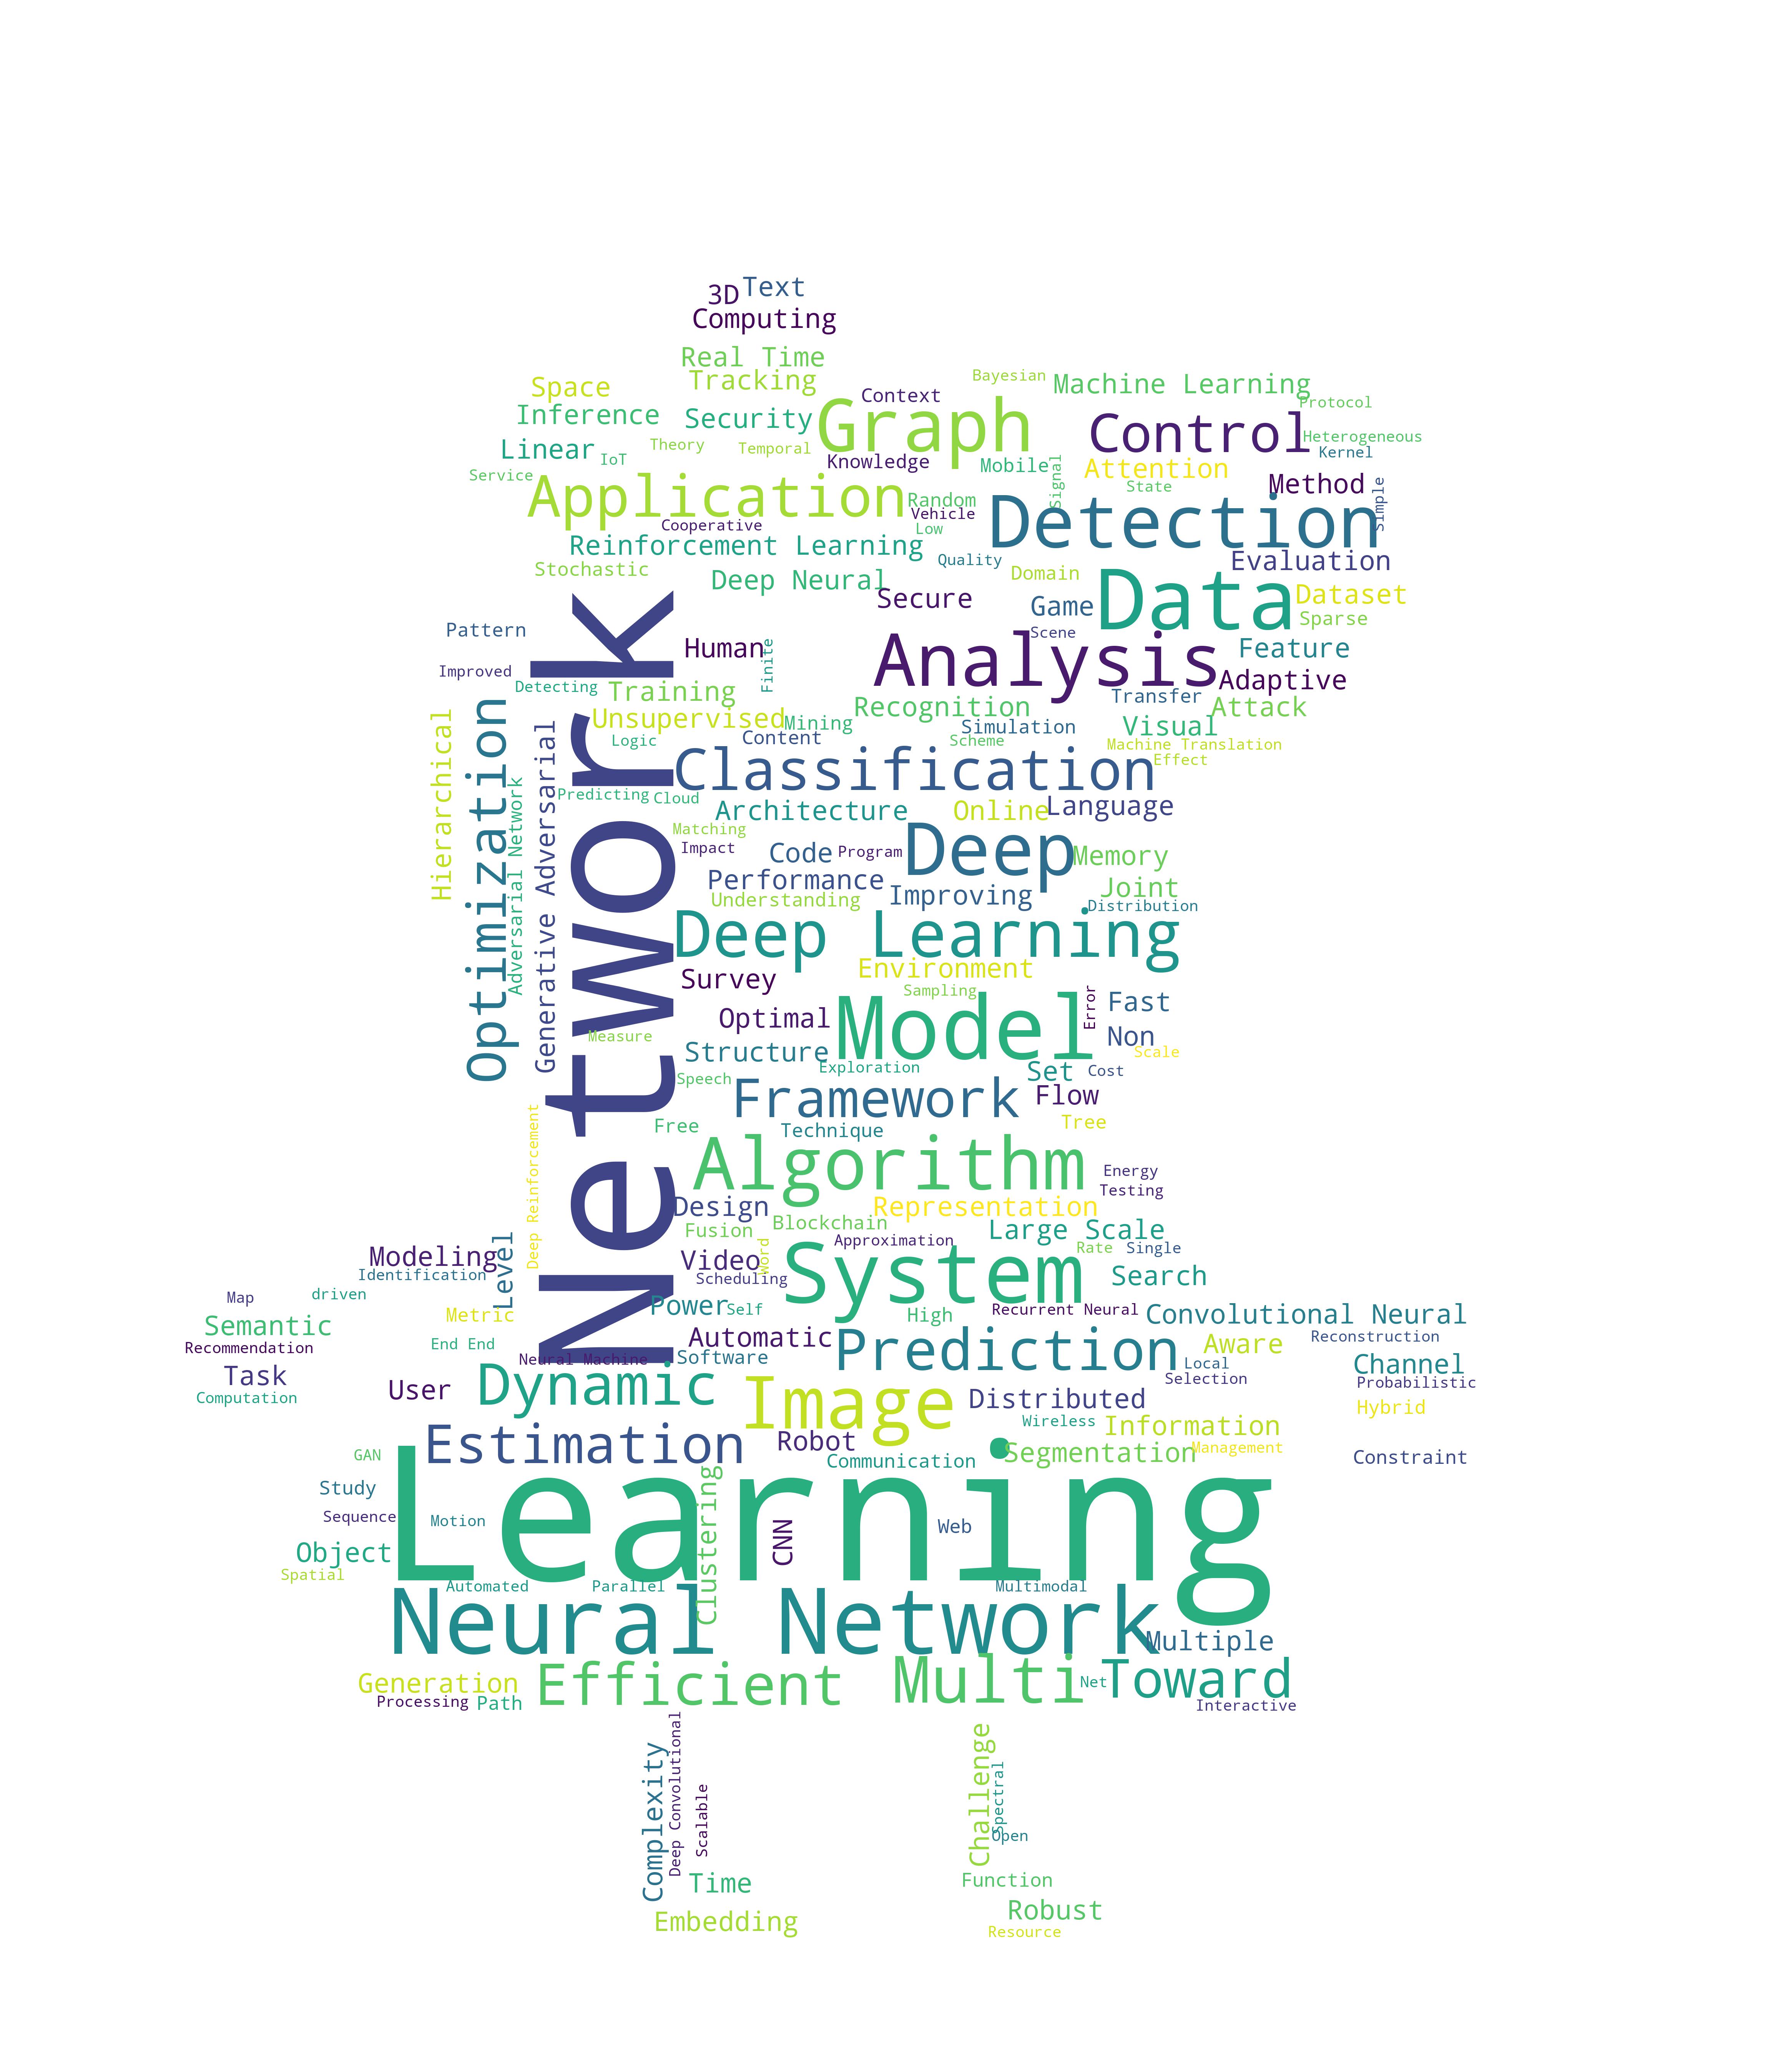 3D
Text
Computing
Real Time
Tracking
Space
Context
Bayesian
Machine Learning
Inference
Security
Graph
Control
Protocol
Linear
IoT
Theory
Temporal
Knowledge
Mobile
Signal
Attention
Heterogeneous
Kernel
Service
Application
Random
State
Method
Simple
Cooperative
Vehicle
Low
Detection
Reinforcement Learning
Quality
Evaluation
Stochastic
Deep Neural
Domain
Data
Dataset
Secure
Game
Sparse
Pattern
Network
Human
Finite
Analysis
Scene
Feature
Improved
Detecting
Training
Adaptive
Transfer
Hierarchical
Optimization
Unsupervised
Mining
Recognition
Simulation
Visual
Attack
Logic
Content
Scheme
Machine Translation
Effect
Adversarial Network
Generative Adversarial
Classification
Predicting
Cloud
Architecture
Online
Language
Matching
Impact
Code
Program
Deep
Memory
Performance
Improving
Joint
Understanding
Distribution
Deep Learning
Survey
Environment
Sampling
Error
Fast
Optimal
Model
Non
Measure
Structure
Scale
Exploration
Set
Cost
Speech
Framework
Flow
Free
Technique
Tree
Deep Reinforcement
Algorithm
Energy
Testing
Design
Representation
Fusion
Blockchain
Large Scale
Modeling
Level
Video
Word
Approximation
Rate
Single
Identification
Scheduling
System
Search
Map
driven
Metric
Power
Self
High
Recurrent Neural
Convolutional Neural
Semantic
Recommendation
End End
Automatic
Prediction
Aware
Reconstruction
Neural Machine
Software
Local
Channel
Task
Selection
Probabilistic
Computation
User
Dynamic
Image
Distributed
Hybrid
Wireless
Information
Estimation
Robot
Segmentation
Management
GAN
Communication
Constraint
Study
Learning
Clustering
Sequence
Motion
CNN
Web
Object
Spatial
Automated
Parallel
Multimodal
Neural Network
Multiple
Generation
Efficient
Multi
Net
Toward
Processing
Path
Interactive
Complexity
Deep Convolutional
Scalable
Challenge
Spectral
Open
Time
Function
Embedding
Robust
Resource